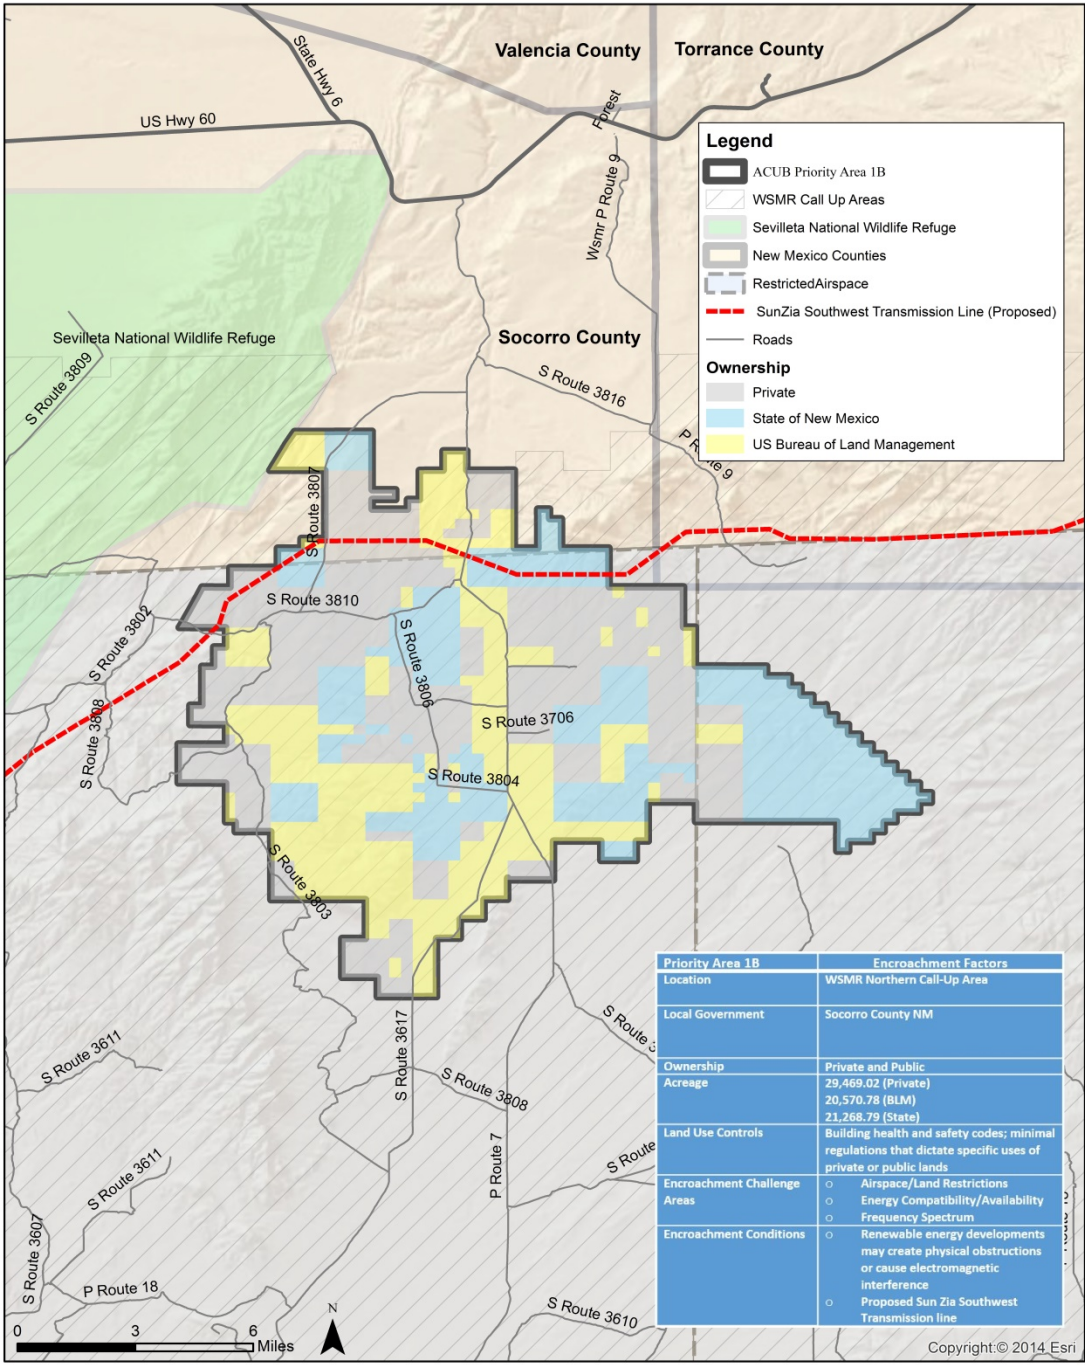 Valencia County
Torrance County
State Hwy 6
US Hwy 60
Forest
Wsmr P Route 9
Legend
ACUB Priority Area 1B
WSMR Call Up Areas
Sevilleta National Wildlife Refuge
New Mexico Counties
RestrictedAirspace
SunZia Southwest Transmission Line (Proposed)
Roads
Ownership
Private
State of New Mexico
US Bureau of Land Management
Sevilleta National Wildlife Refuge
Socorro County
S Route 3809
S Route 3816
S Route 3807
S Route 3810
S Route 3802
S Route 3806
S Route 3808
S Route 3706
S Route 3804
S Route 3803
Priority Area 1B Encroachment Factors
Location WSMR Northern Call-Up Area
Local Government Socorro County NM
Ownership Private and Public
Acreage 29,469.02 (Private)
20,570.78 (BLM)
21,268.79 (State)
Land Use Controls Building health and safety codes; minimal
regulations that dictate specific uses of
private or public lands
Encroachment Challenge
Areas
○ Airspace/Land Restrictions
○ Energy Compatibility/Availability
○ Frequency Spectrum
Encroachment Conditions
○ Renewable energy developments
may create physical obstructions
or cause electromagnetic
interference
○ Proposed Sun Zia Southwest
Transmission line
S Route 3617
S Route 3
S Route 3611
S Route 3808
P Route 7
S Route
S Route 3611
S Route 3607
P Route 18
S Route 3610
N
0 3 6
Miles
Copyright:© 2014 Esri